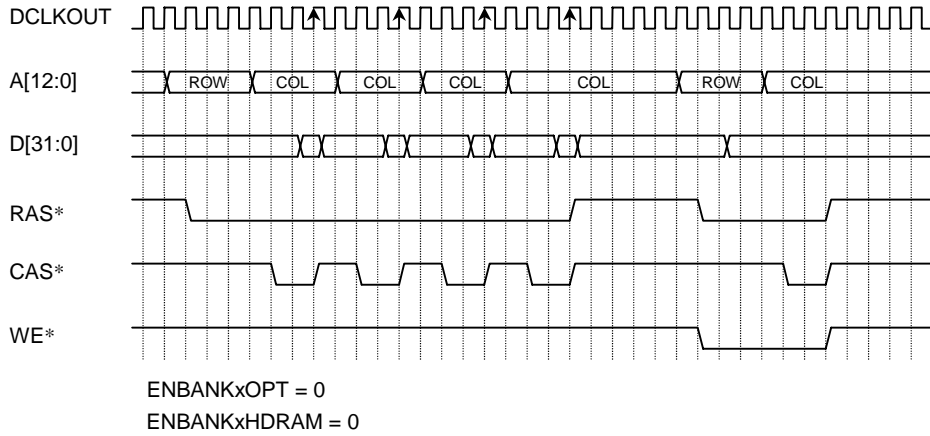 DCLKOUT
A[12:0]
ROW COL COL COL COL ROW COL
D[31:0]
RAS*
CAS*
WE*
ENBANKxOPT = 0
ENBANKxHDRAM = 0